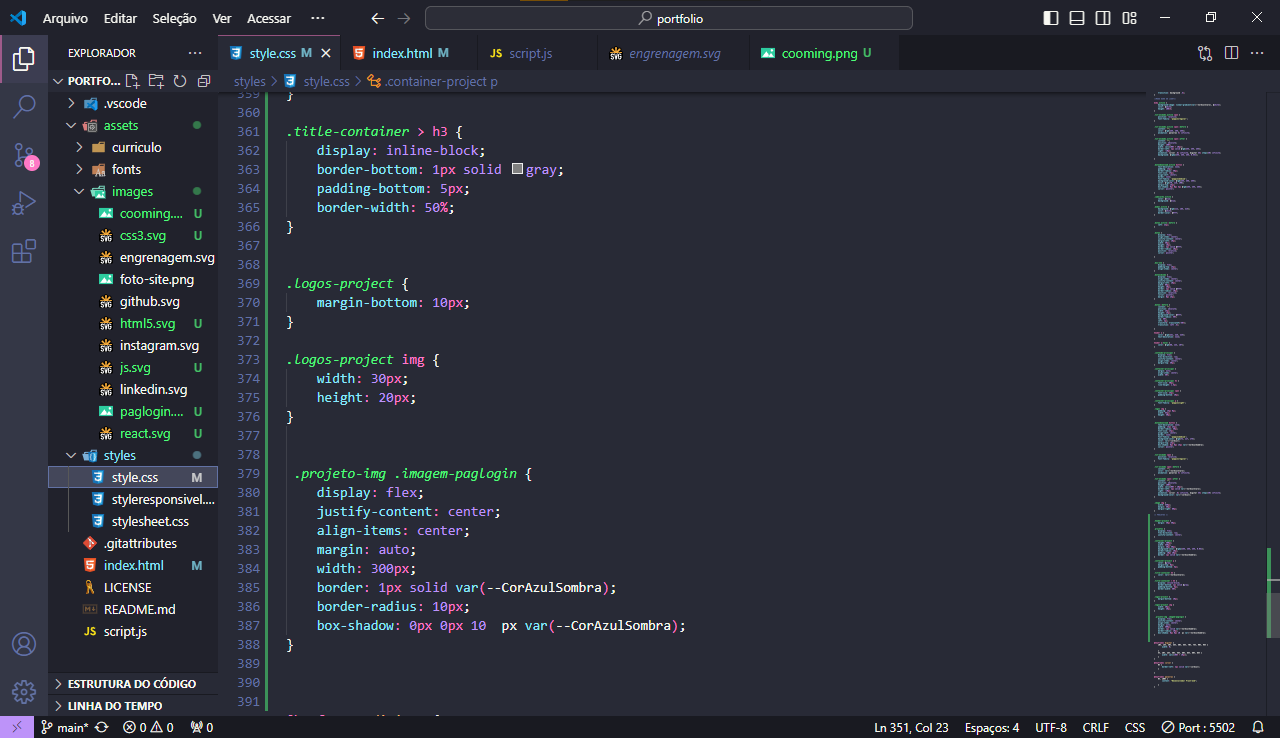 Arquivo Editar Seleção Ver Acessar ··· portfolio
EXPLORADOR ···
style.css M
index.html M
script.js
engrenagem.svg
cooming.png U
PORTFO...
styles > style.css > .container-project p
.vscode
assets
curriculo
fonts
images
cooming.... U
css3.svg U
engrenagem.svg
foto-site.png
github.svg
html5.svg U
instagram.svg
js.svg U
linkedin.svg
paglogin.... U
react.svg U
styles
style.css M
styleresponsivel....
stylesheet.css
.gitattributes
index.html M
LICENSE
README.md
script.js
ESTRUTURA DO CÓDIGO
LINHA DO TEMPO
8
359 }
360
361 .title-container > h3 {
362     display: inline-block;
363     border-bottom: 1px solid gray;
364     padding-bottom: 5px;
365     border-width: 50%;
366 }
367
368
369 .logos-project {
370     margin-bottom: 10px;
371 }
372
373 .logos-project img {
374     width: 30px;
375     height: 20px;
376 }
377
378
379  .projeto-img .imagem-paglogin {
380     display: flex;
381     justify-content: center;
382     align-items: center;
383     margin: auto;
384     width: 300px;
385     border: 1px solid var(--CorAzulSombra);
386     border-radius: 10px;
387     box-shadow: 0px 0px 10  px var(--CorAzulSombra);
388 }
389
390
391
main* 0 0 0 Ln 351, Col 23 Espaços: 4 UTF-8 CRLF CSS Port : 5502